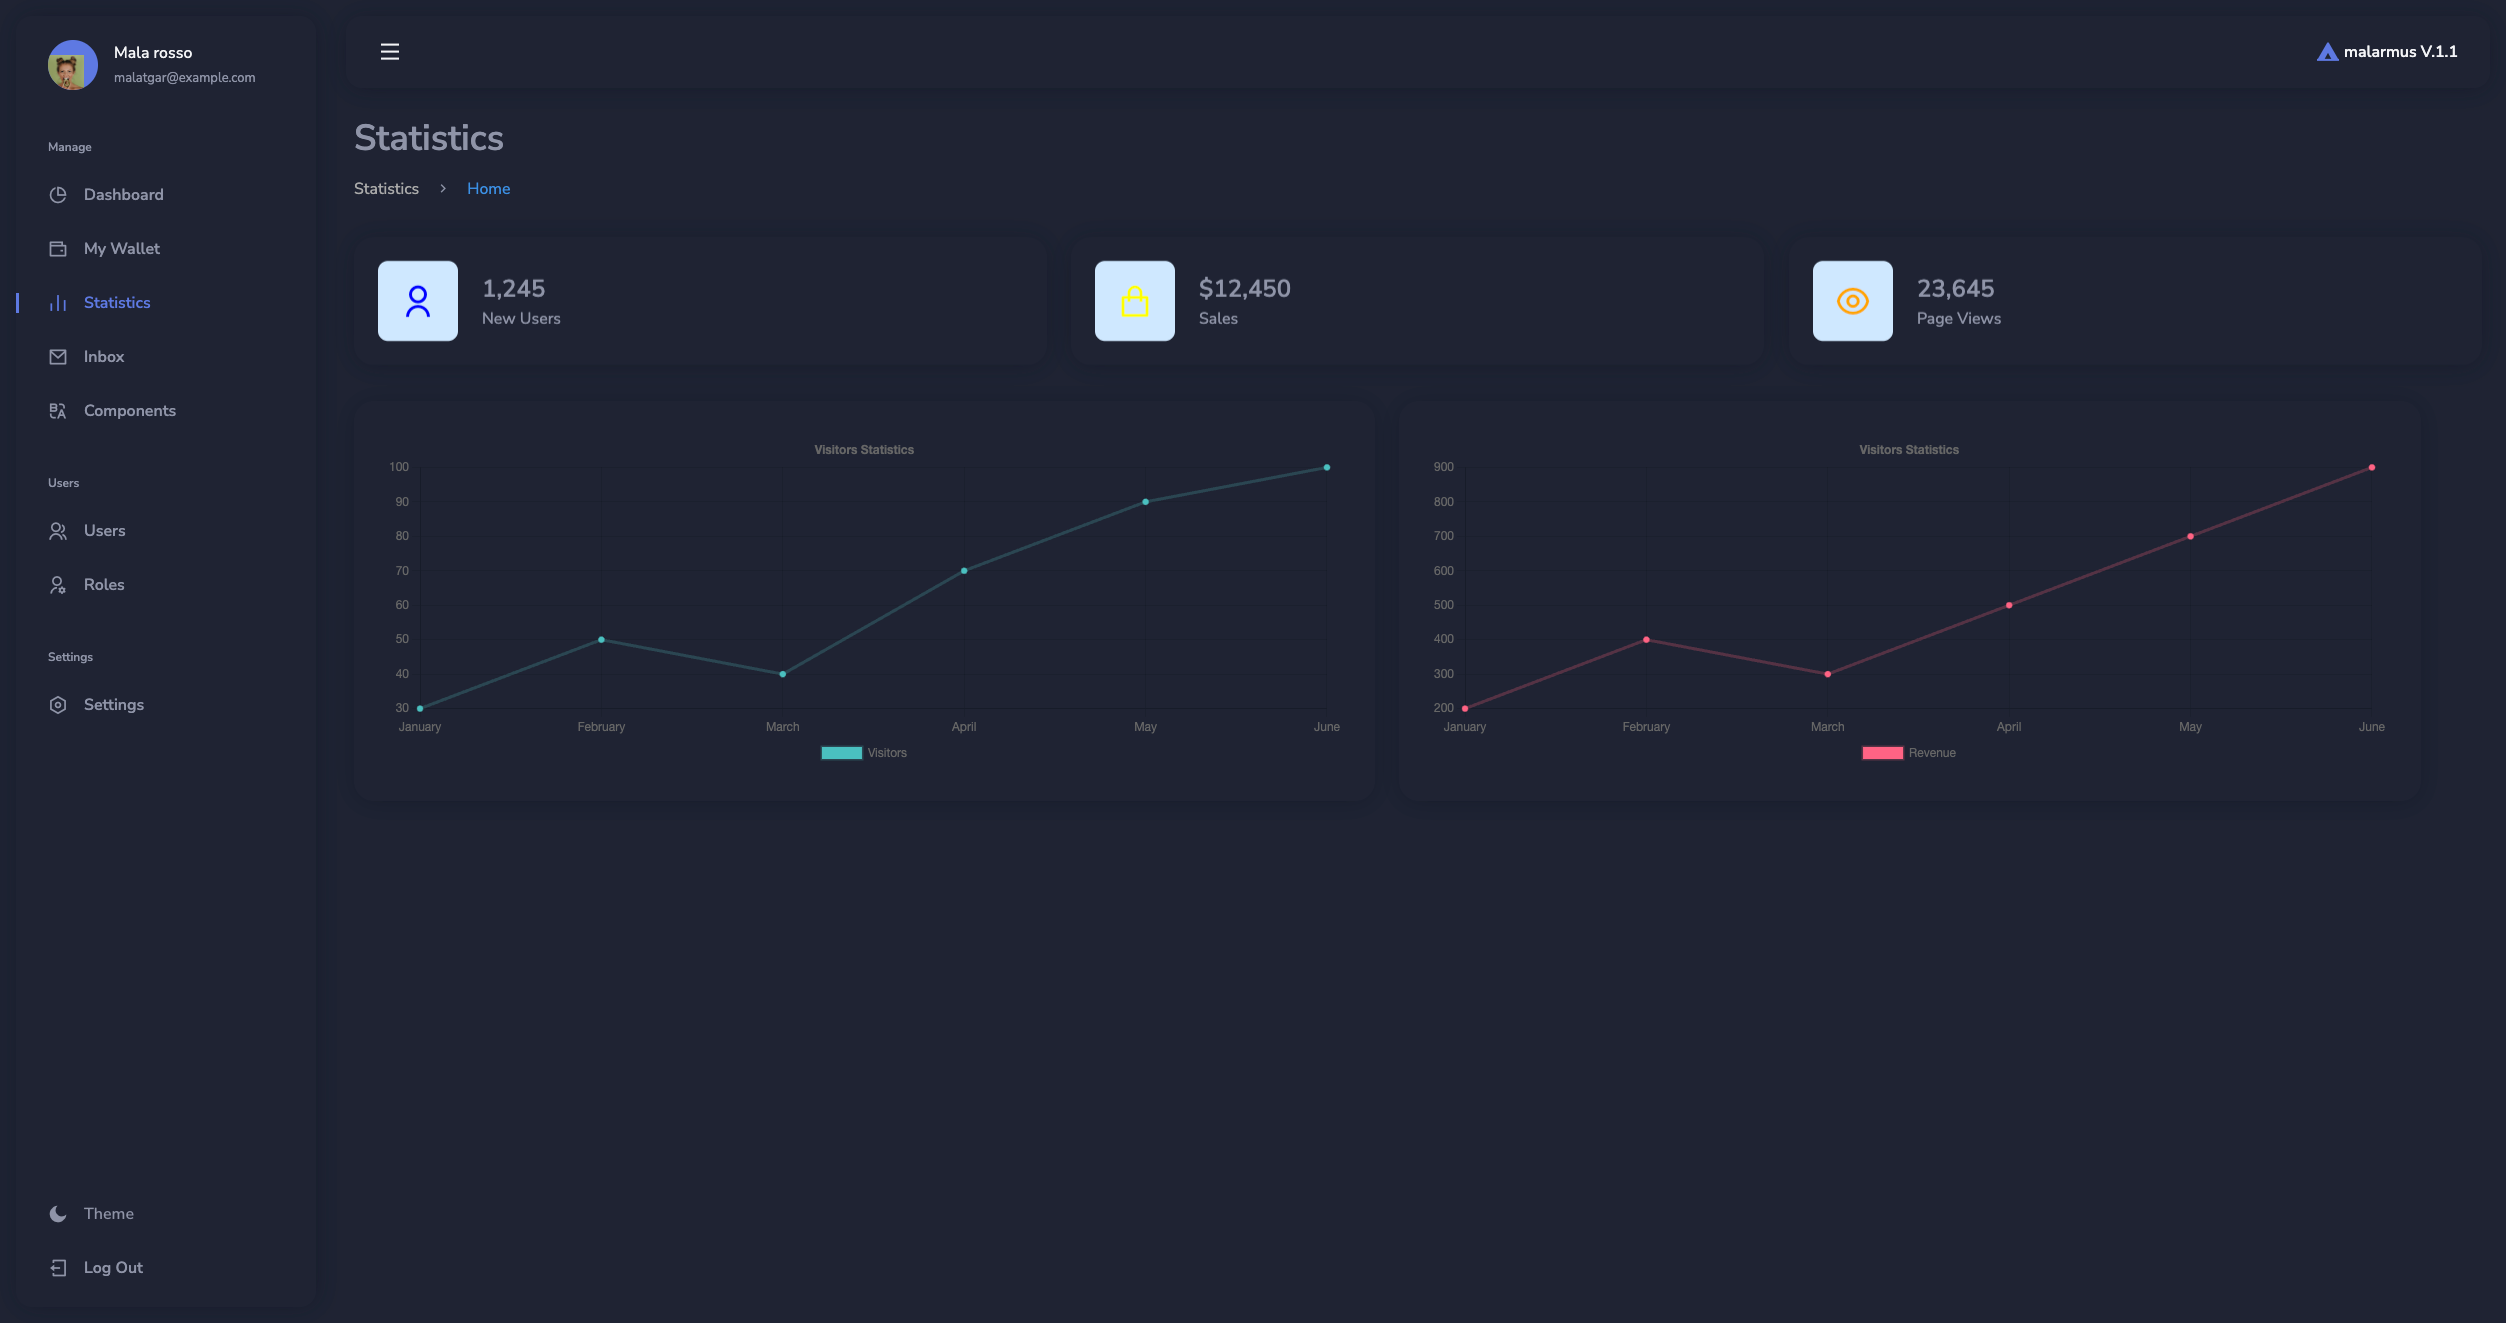 Mala rosso
malatgar@example.com
Manage
Dashboard
My Wallet
Statistics
Inbox
Components
Users
Users
Roles
Settings
Settings
Theme
Log Out
malarmus V.1.1
Statistics
Statistics > Home
1,245
New Users
$12,450
Sales
23,645
Page Views
Visitors Statistics
100
90
80
70
60
50
40
30
January February March April May June
Visitors
Visitors Statistics
900
800
700
600
500
400
300
200
January February March April May June
Revenue